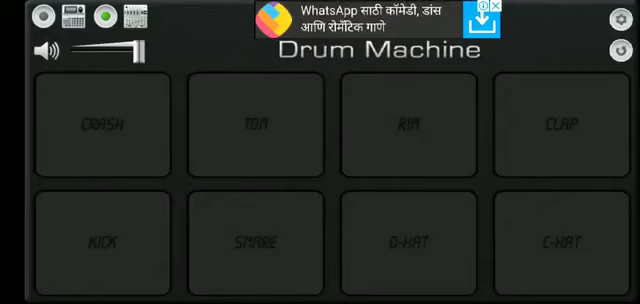 WhatsApp साठी कॉमेडी, डांस
आणि रोमँटिक गाणे
Drum Machine
CRASH TOM RIM CLAP
KICK SNARE O-HAT C-HAT